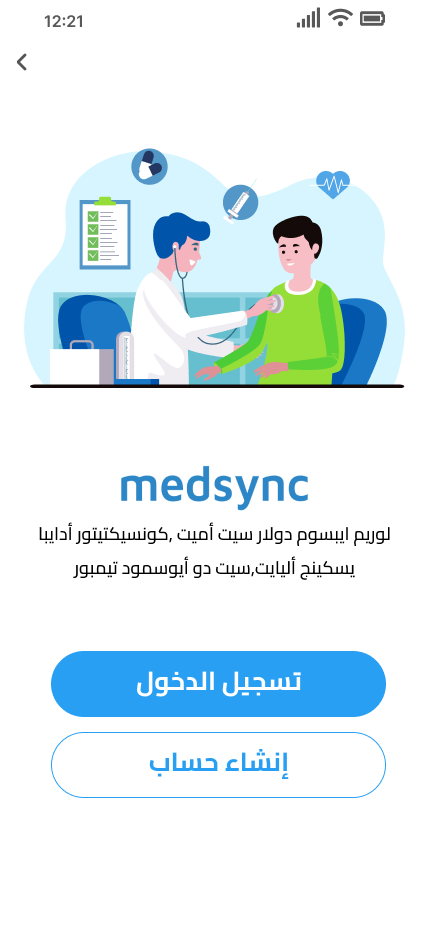 12:21
medsync
لوريم ايبسوم دولار سيت أميت ,كونسيكتيتور أدايبا
يسكينج أليايت,سيت دو أيوسمود تيمبور
تسجيل الدخول
إنشاء حساب